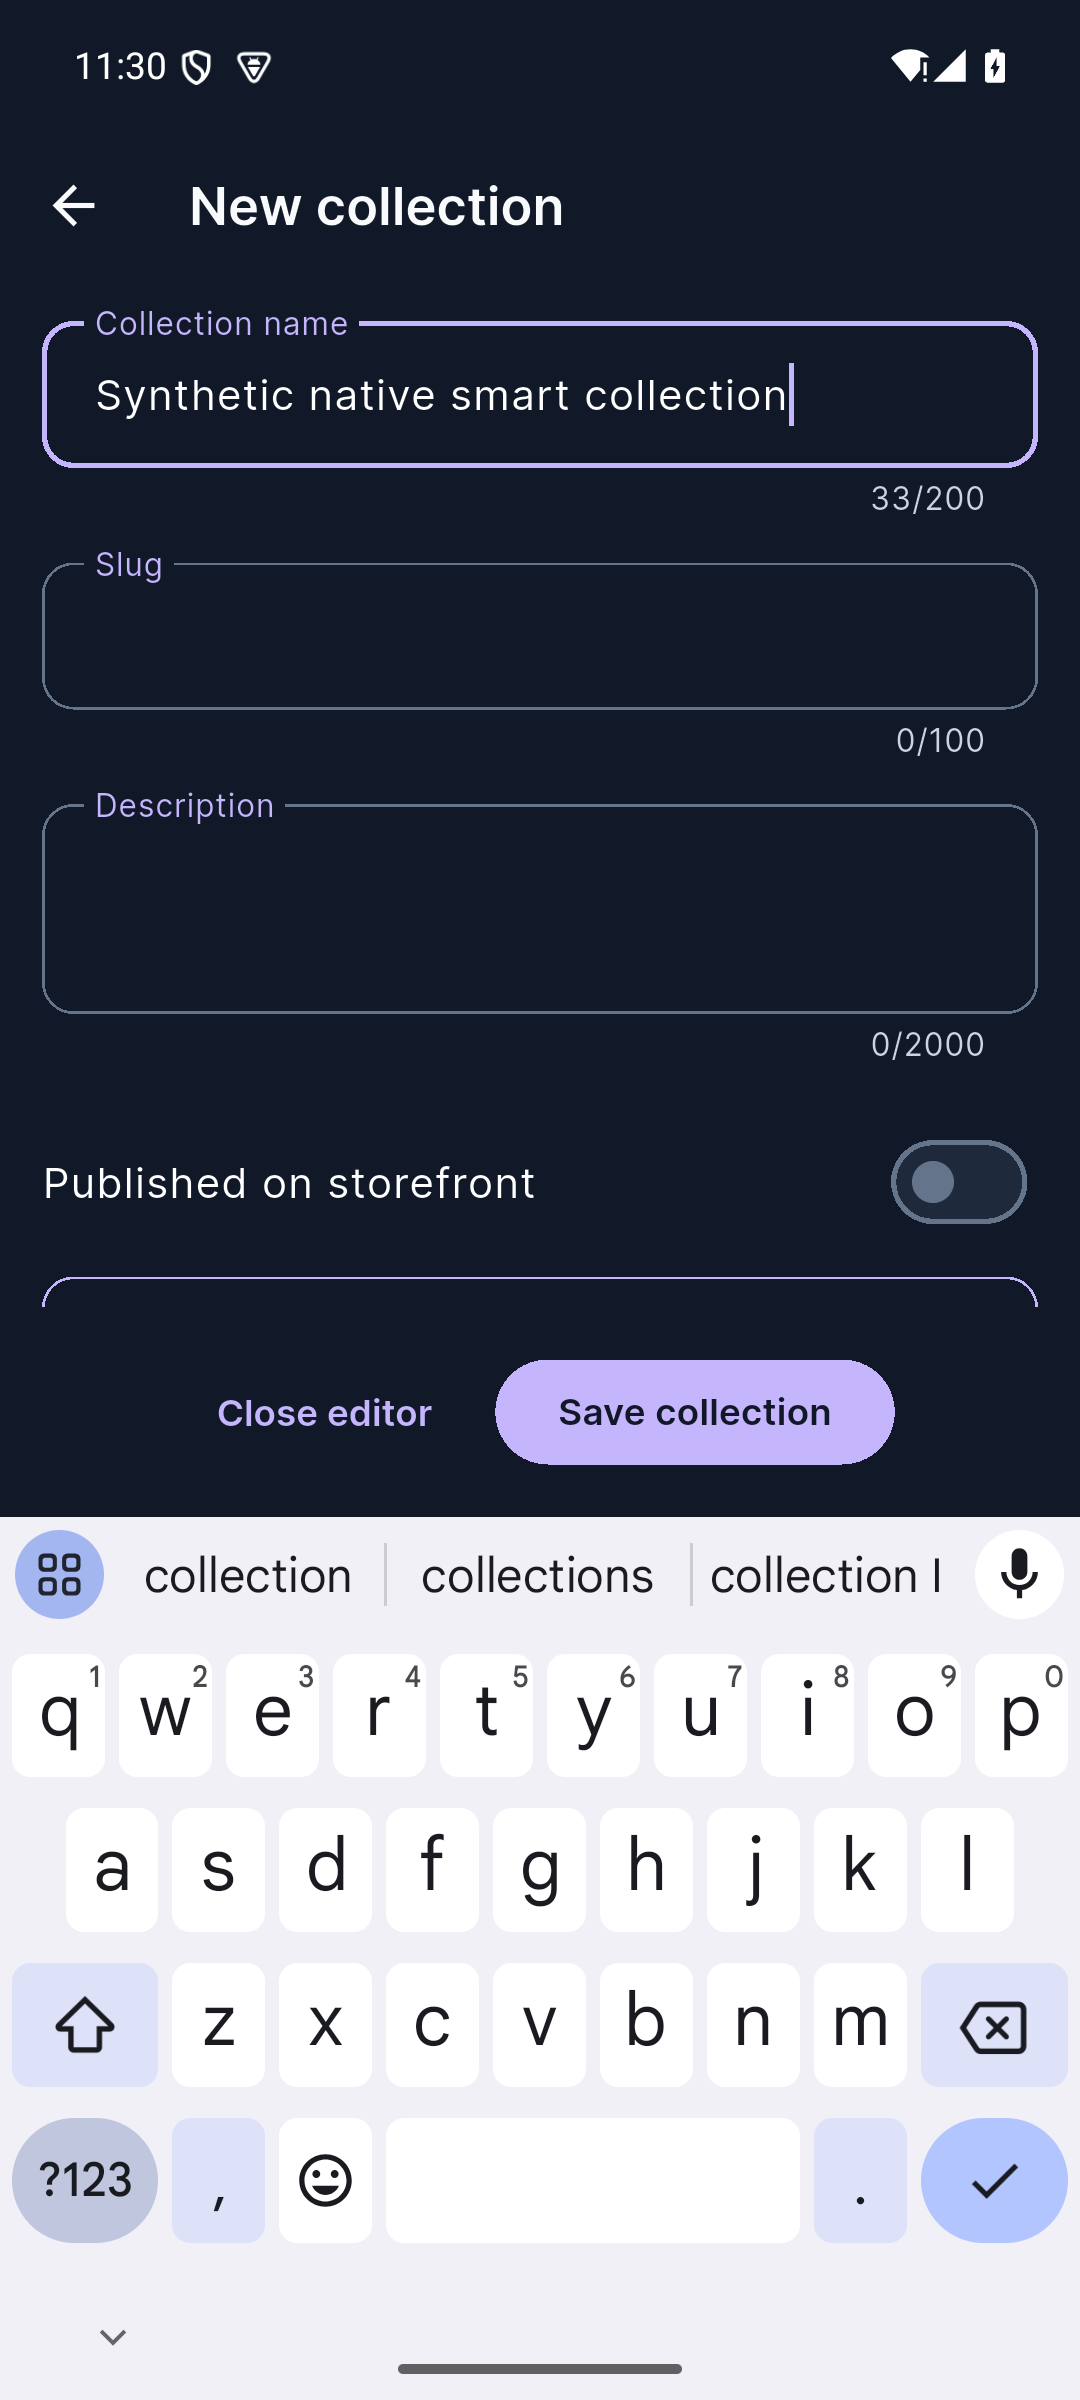 11:30
New collection
Collection name
Synthetic native smart collection
33/200
Slug
0/100
Description
0/2000
Published on storefront
Close editor
Save collection
collection
collections
collection I
q 1 w 2 e 3 r 4 t 5 y 6 u 7 i 8 o 9 p 0
a s d f g h j k l
z x c v b n m
?123 , .